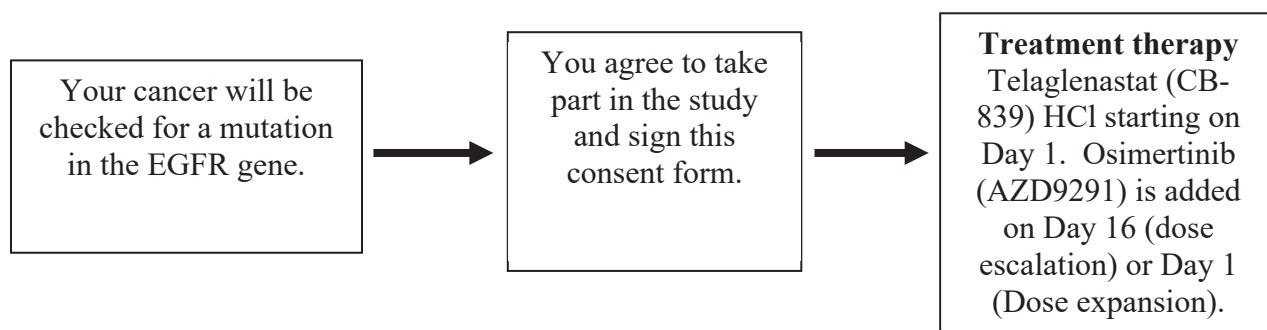 Your cancer will be
checked for a mutation
in the EGFR gene.
You agree to take
part in the study
and sign this
consent form.
Treatment therapy
Telaglenastat (CB-
839) HCl starting on
Day 1.  Osimertinib
(AZD9291) is added
on Day 16 (dose
escalation) or Day 1
(Dose expansion).